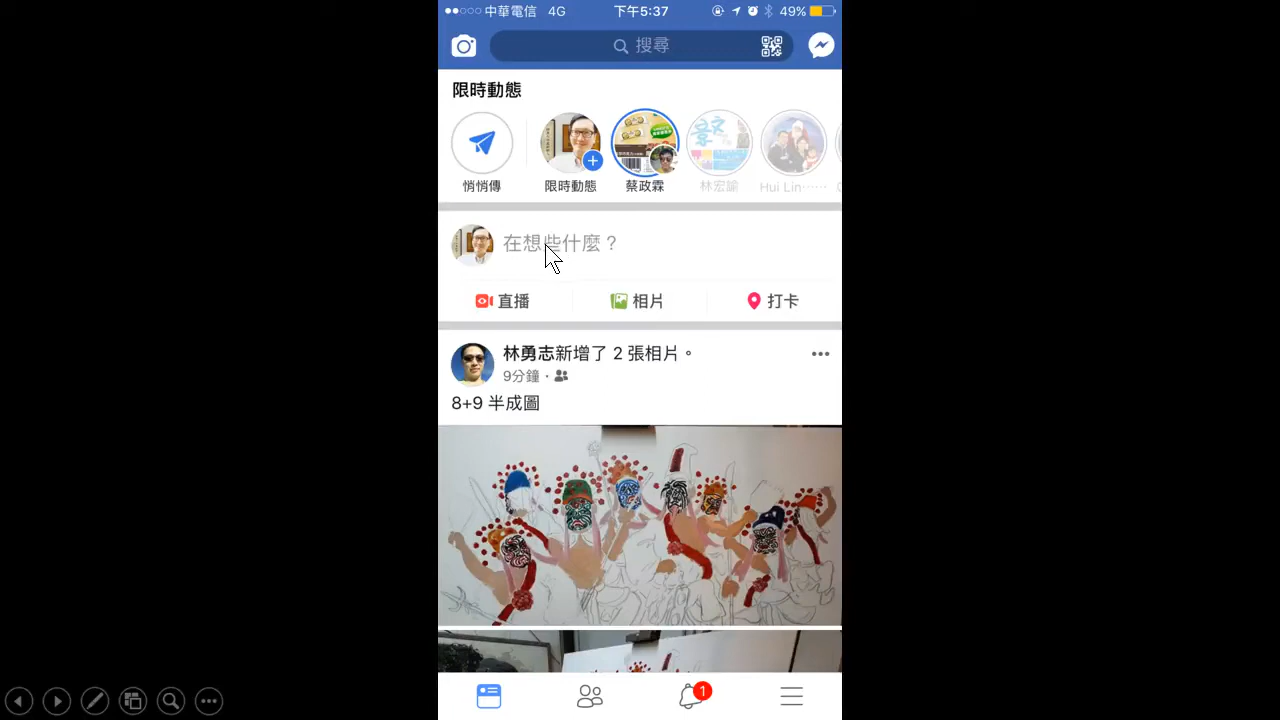 中華電信 4G 下午5:37 49%
搜尋
限時動態
悄悄傳 限時動態 蔡政霖 林宏諭 Hui Lin……
在想些什麼？
直播 相片 打卡
林勇志新增了 2 張相片。
9分鐘・
8+9 半成圖
1